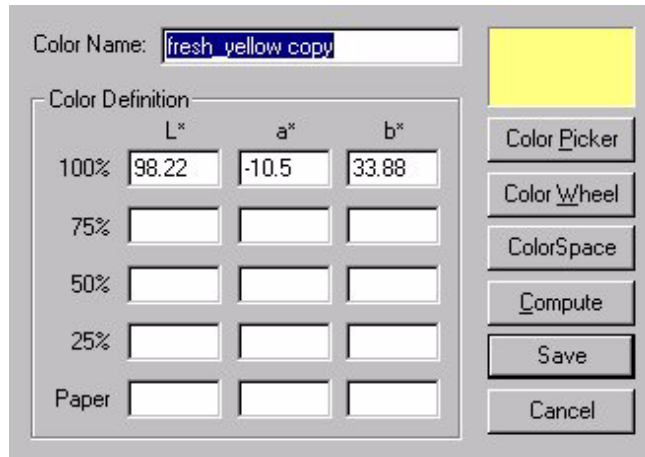 Color Name: fresh_yellow copy
Color Definition
L* a* b*
100% 98.22 -10.5 33.88
75%
50%
25%
Paper
Color Picker
Color Wheel
ColorSpace
Compute
Save
Cancel